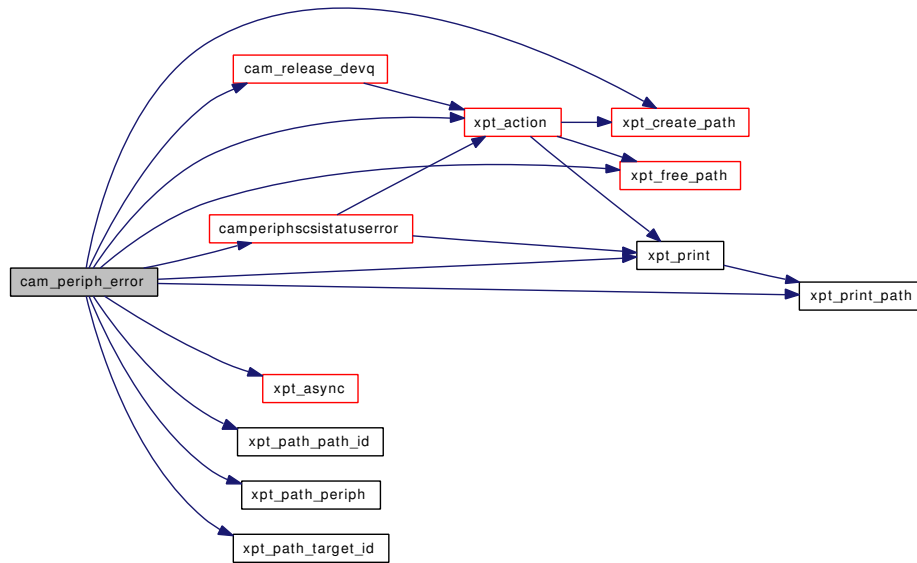 cam_release_devq
xpt_action
xpt_create_path
xpt_free_path
camperiphscsistatuserror
xpt_print
cam_periph_error
xpt_print_path
xpt_async
xpt_path_path_id
xpt_path_periph
xpt_path_target_id